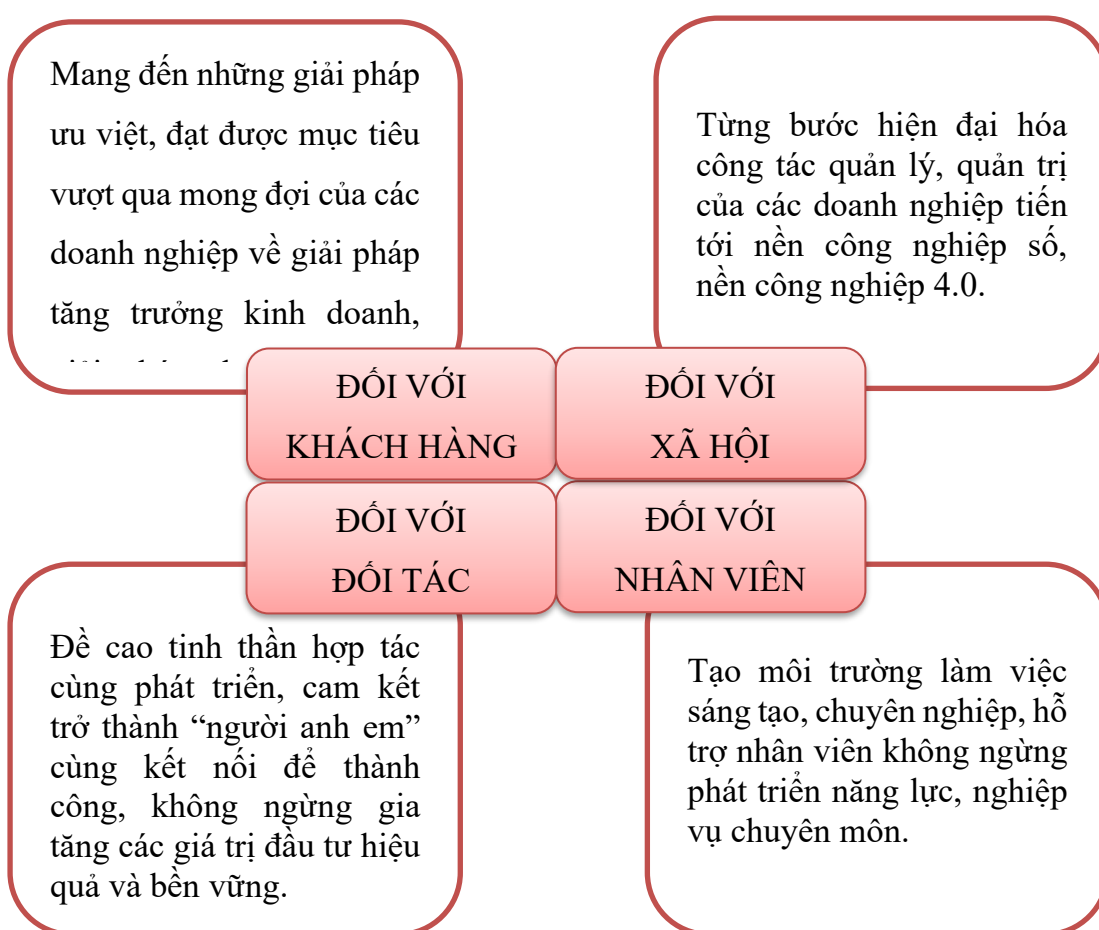 Mang đến những giải pháp
ưu việt, đạt được mục tiêu
vượt qua mong đợi của các
doanh nghiệp về giải pháp
tăng trưởng kinh doanh,
Từng bước hiện đại hóa
công tác quản lý, quản trị
của các doanh nghiệp tiến
tới nền công nghiệp số,
nền công nghiệp 4.0.
ĐỐI VỚI
KHÁCH HÀNG
ĐỐI VỚI
XÃ HỘI
ĐỐI VỚI
ĐỐI TÁC
ĐỐI VỚI
NHÂN VIÊN
Đề cao tinh thần hợp tác
cùng phát triển, cam kết
trở thành “người anh em”
cùng kết nối để thành
công, không ngừng gia
tăng các giá trị đầu tư hiệu
quả và bền vững.
Tạo môi trường làm việc
sáng tạo, chuyên nghiệp, hỗ
trợ nhân viên không ngừng
phát triển năng lực, nghiệp
vụ chuyên môn.